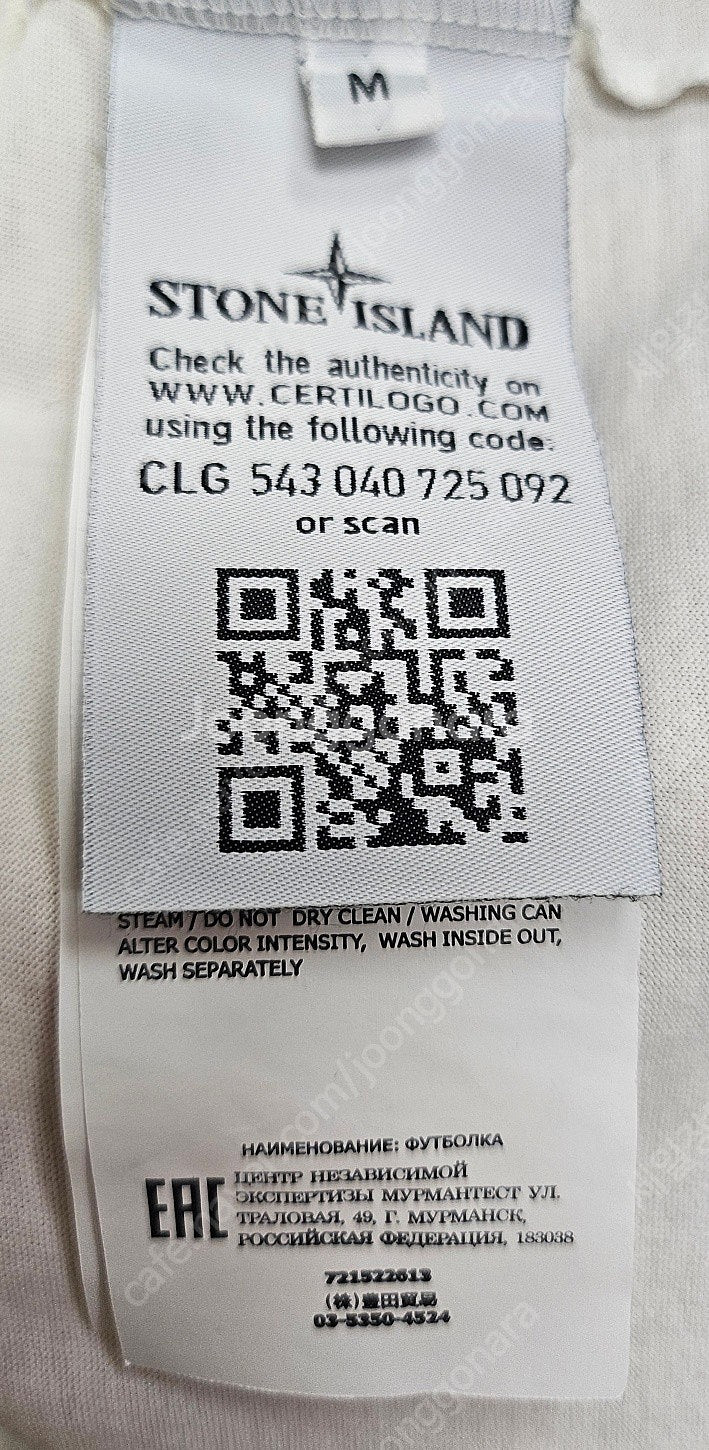 M
STONE ISLAND
Check the authenticity on
WWW.CERTILOGO.COM
using the following code:
CLG 543 040 725 092
or scan
STEAM / DO NOT DRY CLEAN / WASHING CAN
ALTER COLOR INTENSITY, WASH INSIDE OUT,
WASH SEPARATELY
НАИМЕНОВАНИЕ: ФУТБОЛКА
EAC
ЦЕНТР НЕЗАВИСИМОЙ
ЭКСПЕРТИЗЫ МУРМАНТЕСТ УЛ.
ТРАЛОВАЯ, 49, Г. МУРМАНСК,
РОССИЙСКАЯ ФЕДЕРАЦИЯ, 183038
721522613
(株)豊田貿易
03-5350-4524
joonggonara